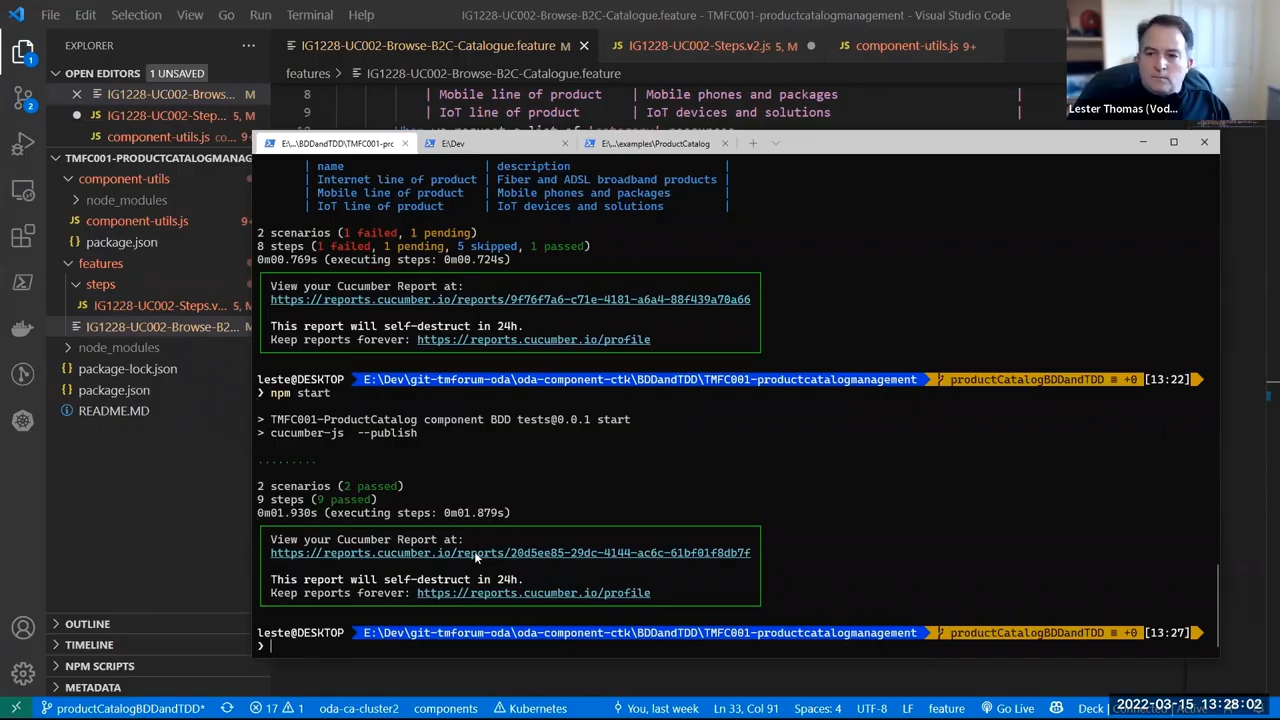 File Edit Selection View Go Run Terminal Help IG1228-UC002-Browse-B2C-Catalogue.feature - TMFC001-productcatalogmanagement - Visual Studio Code
EXPLORER
IG1228-UC002-Browse-B2C-Catalogue.feature M
IG1228-UC002-Steps.v2.js 5, M
component-utils.js 9+
features > IG1228-UC002-Browse-B2C-Catalogue.feature
OPEN EDITORS 1 UNSAVED
IG1228-UC002-Brows... M
IG1228-UC002-Step... 5, M
component-utils.js co... 9+
TMFC001-PRODUCTCATALOGMANAG...
component-utils
node_modules
component-utils.js 9+
package.json
features
steps
IG1228-UC002-Steps.v... 5, M
IG1228-UC002-Browse-B2... M
node_modules
package-lock.json
package.json
README.MD
OUTLINE
TIMELINE
NPM SCRIPTS
METADATA
8 | Mobile line of product | Mobile phones and packages |
9 | IoT line of product | IoT devices and solutions |
Lester Thomas (Vod...
E:\...\BDDandTDD\TMFC001-pr
E:\Dev
E:\...\examples\ProductCatalog
| name | description |
| Internet line of product | Fiber and ADSL broadband products |
| Mobile line of product | Mobile phones and packages |
| IoT line of product | IoT devices and solutions |
2 scenarios (1 failed, 1 pending)
8 steps (1 failed, 1 pending, 5 skipped, 1 passed)
0m00.769s (executing steps: 0m00.724s)
View your Cucumber Report at:
https://reports.cucumber.io/reports/9f76f7a6-c71e-4181-a6a4-88f439a70a66
This report will self-destruct in 24h.
Keep reports forever: https://reports.cucumber.io/profile
leste@DESKTOP E:\Dev\git-tmforum-oda\oda-component-ctk\BDDandTDD\TMFC001-productcatalogmanagement productCatalogBDDandTDD ≡ +0 [13:22]
❯ npm start
> TMFC001-ProductCatalog component BDD tests@0.0.1 start
> cucumber-js --publish
.........
2 scenarios (2 passed)
9 steps (9 passed)
0m01.930s (executing steps: 0m01.879s)
View your Cucumber Report at:
https://reports.cucumber.io/reports/20d5ee85-29dc-4144-ac6c-61bf01f8db7f
This report will self-destruct in 24h.
Keep reports forever: https://reports.cucumber.io/profile
leste@DESKTOP E:\Dev\git-tmforum-oda\oda-component-ctk\BDDandTDD\TMFC001-productcatalogmanagement productCatalogBDDandTDD ≡ +0 [13:27]
❯
productCatalogBDDandTDD* 17 1 oda-ca-cluster2 components Kubernetes You, last week Ln 33, Col 91 Spaces: 4 UTF-8 LF feature Go Live Deck
2022-03-15 13:28:02